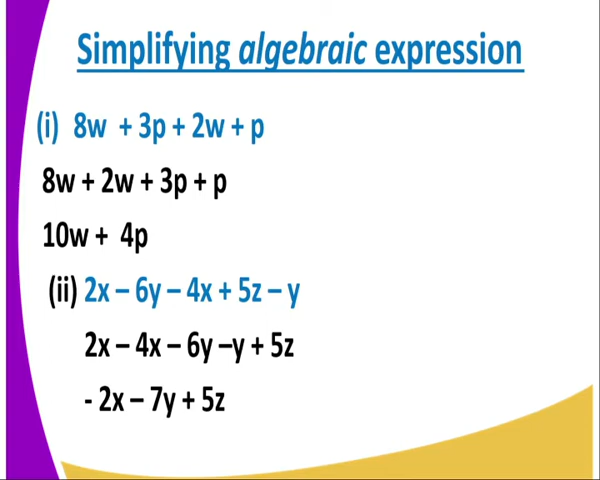 Simplifying algebraic expression
(i) 8w + 3p + 2w + p
8w + 2w + 3p + p
10w + 4p
(ii) 2x – 6y – 4x + 5z – y
2x – 4x – 6y –y + 5z
- 2x – 7y + 5z